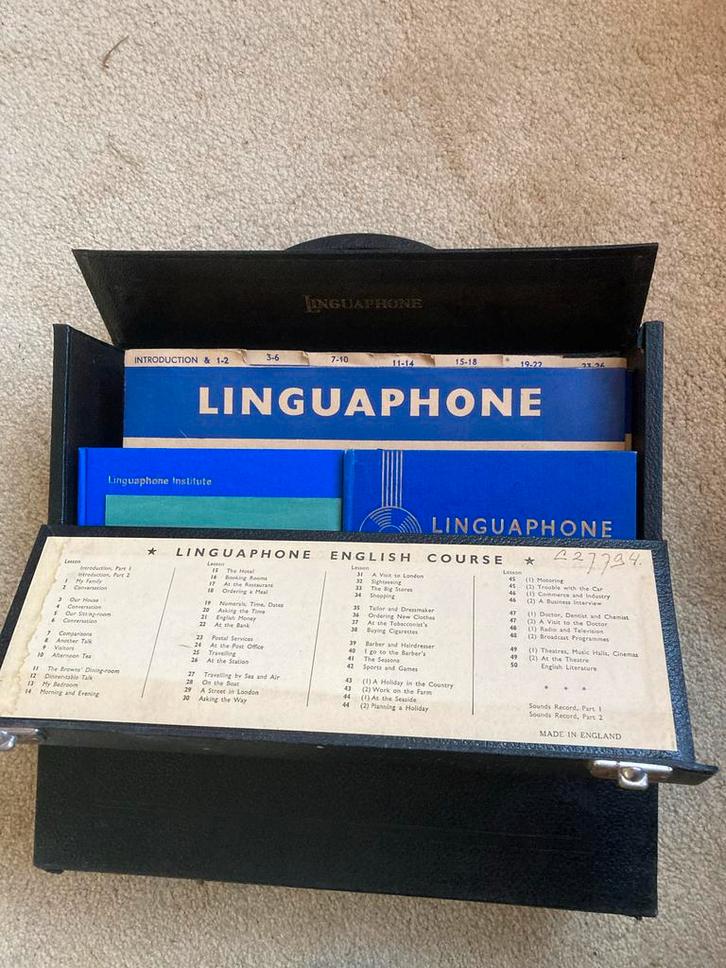 LINGUAPHONE
INTRODUCTION & 1-2 3-6 7-10 11-14 15-18 19-22 23-26
LINGUAPHONE
Linguaphone Institute
LINGUAPHONE
★ LINGUAPHONE ENGLISH COURSE ★ E27794.
Lesson
Introduction, Part 1
Introduction, Part 2
1 My Family
2 Conversation
3 Our House
4 Conversation
5 Our Sitting-room
6 Conversation
7 Comparisons
8 Another Talk
9 Visitors
10 Afternoon Tea
11 The Browns' Dining-room
12 Dinner-table Talk
13 My Bedroom
14 Morning and Evening
Lesson
15 The Hotel
16 Booking Rooms
17 At the Restaurant
18 Ordering a Meal
19 Numerals, Time, Dates
20 Asking the Time
21 English Money
22 At the Bank
23 Postal Services
24 At the Post Office
25 Travelling
26 At the Station
27 Travelling by Sea and Air
28 On the Boat
29 A Street in London
30 Asking the Way
Lesson
31 A Visit to London
32 Sightseeing
33 The Big Stores
34 Shopping
35 Tailor and Dressmaker
36 Ordering New Clothes
37 At the Tobacconist's
38 Buying Cigarettes
39 Barber and Hairdresser
40 I go to the Barber's
41 The Seasons
42 Sports and Games
43 (1) A Holiday in the Country
43 (2) Work on the Farm
44 (1) At the Seaside
44 (2) Planning a Holiday
Lesson
45 (1) Motoring
45 (2) Trouble with the Car
46 (1) Commerce and Industry
46 (2) A Business Interview
47 (1) Doctor, Dentist and Chemist
47 (2) A Visit to the Doctor
48 (1) Radio and Television
48 (2) Broadcast Programmes
49 (1) Theatres, Music Halls, Cinemas
49 (2) At the Theatre
50 English Literature
* * *
Sounds Record, Part 1
Sounds Record, Part 2
MADE IN ENGLAND